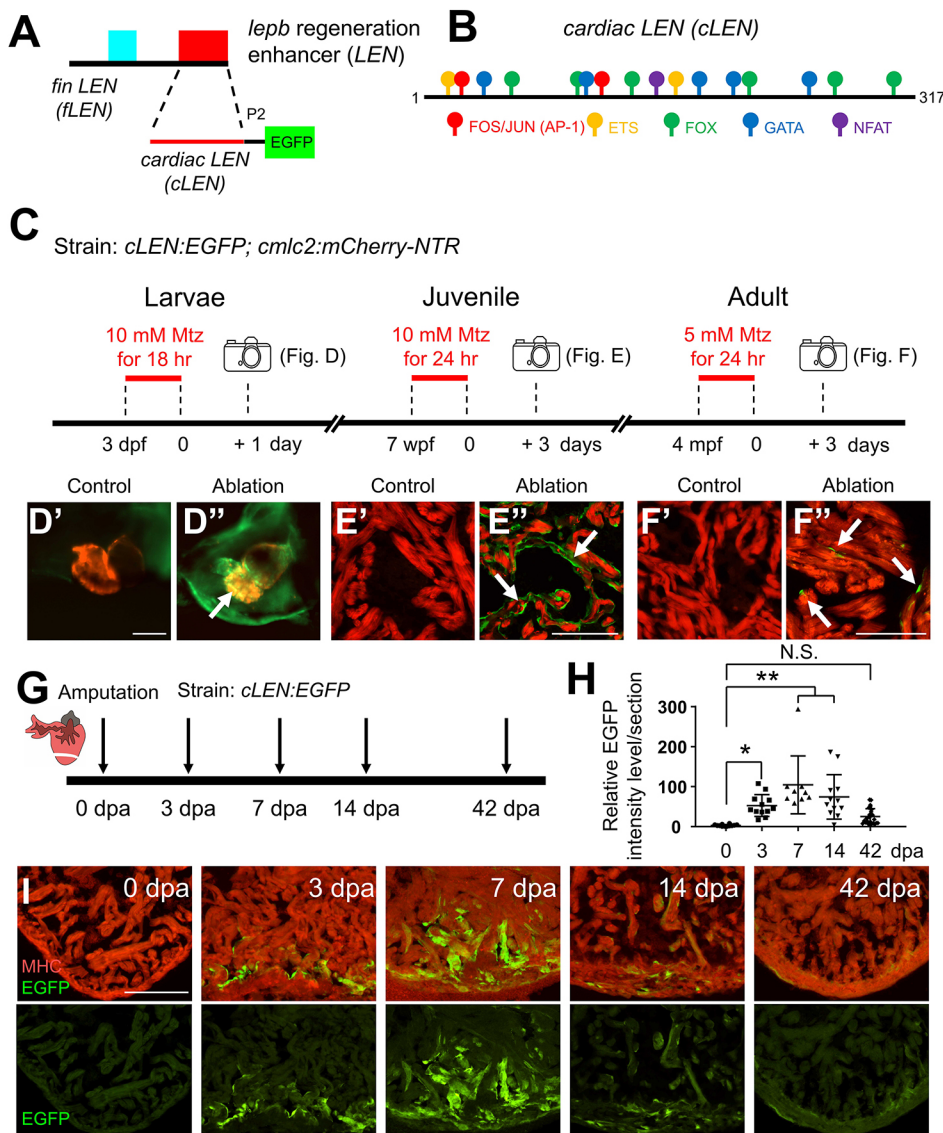 A
lepb regeneration
enhancer (LEN)
fin LEN
(fLEN)
P2
EGFP
cardiac LEN
(cLEN)
B
cardiac LEN (cLEN)
1
317
FOS/JUN (AP-1)
ETS
FOX
GATA
NFAT
C
Strain: cLEN:EGFP; cmlc2:mCherry-NTR
Larvae
Juvenile
Adult
10 mM Mtz
for 18 hr
(Fig. D)
10 mM Mtz
for 24 hr
(Fig. E)
5 mM Mtz
for 24 hr
(Fig. F)
3 dpf 0 + 1 day
7 wpf 0 + 3 days
4 mpf 0 + 3 days
Control
Ablation
Control
Ablation
Control
Ablation
D'
D"
E'
E"
F'
F"
G
Amputation
Strain: cLEN:EGFP
0 dpa
3 dpa
7 dpa
14 dpa
42 dpa
H
N.S.
**
*
Relative EGFP
intensity level/section
300
200
100
0
0 3 7 14 42 dpa
I
0 dpa
3 dpa
7 dpa
14 dpa
42 dpa
MHC
EGFP
EGFP